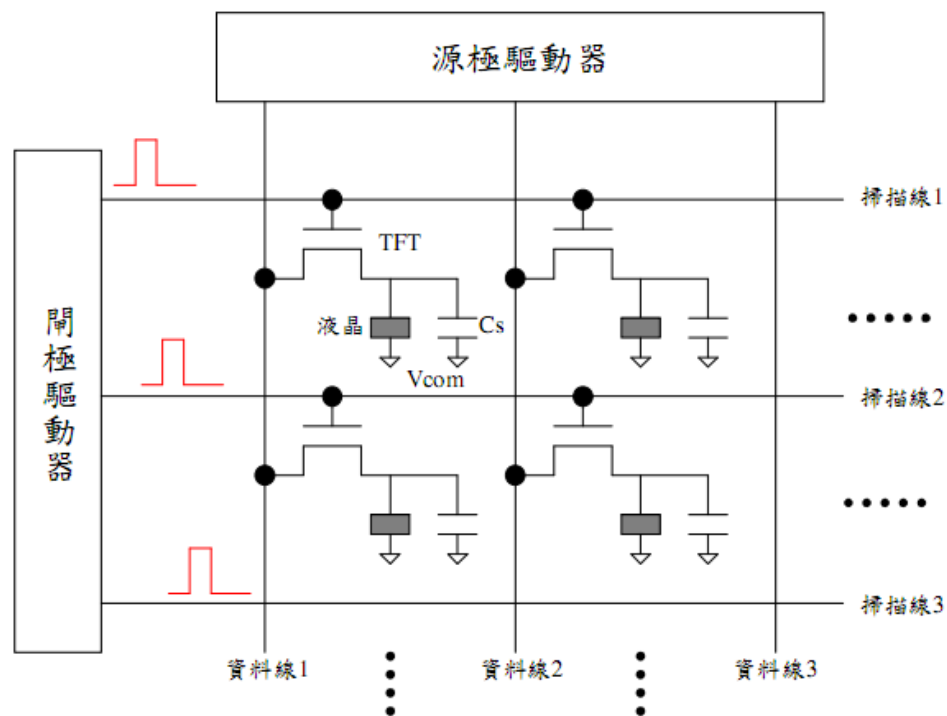 源極驅動器
掃描線1
TFT
液晶
Cs
閘極驅動器
Vcom
掃描線2
掃描線3
資料線1
資料線2
資料線3